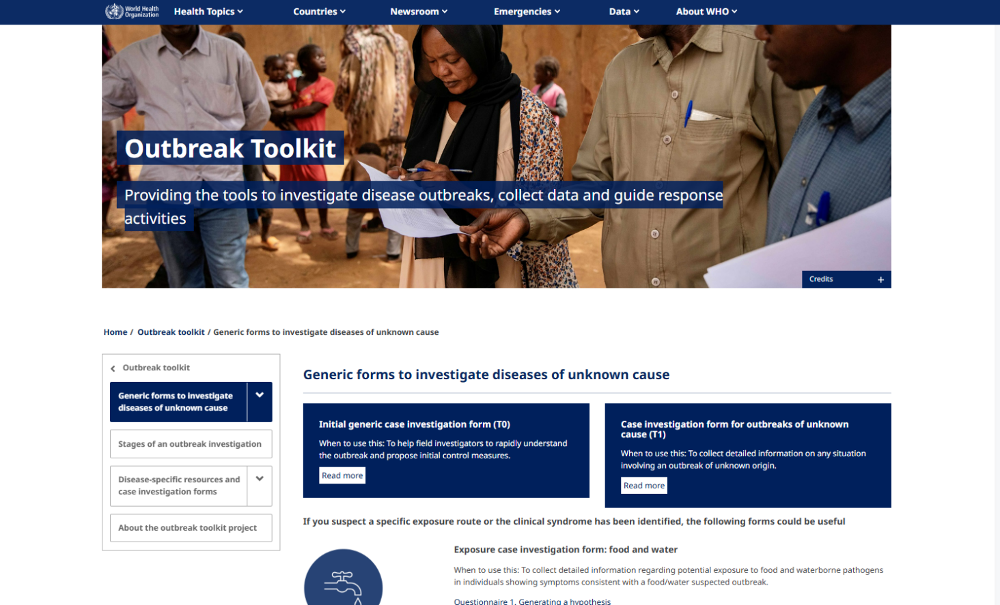 World Health
Organization
Health Topics
Countries
Newsroom
Emergencies
Data
About WHO
Outbreak Toolkit
Providing the tools to investigate disease outbreaks, collect data and guide response
activities
Credits +
Home / Outbreak toolkit / Generic forms to investigate diseases of unknown cause
Outbreak toolkit
Generic forms to investigate
diseases of unknown cause
Stages of an outbreak investigation
Disease-specific resources and
case investigation forms
About the outbreak toolkit project
Generic forms to investigate diseases of unknown cause
Initial generic case investigation form (T0)
When to use this: To help field investigators to rapidly understand
the outbreak and propose initial control measures.
Read more
Case investigation form for outbreaks of unknown
cause (T1)
When to use this: To collect detailed information on any situation
involving an outbreak of unknown origin.
Read more
If you suspect a specific exposure route or the clinical syndrome has been identified, the following forms could be useful
Exposure case investigation form: food and water
When to use this: To collect detailed information regarding potential exposure to food and waterborne pathogens
in individuals showing symptoms consistent with a food/water suspected outbreak.
Questionnaire 1. Generating a hypothesis